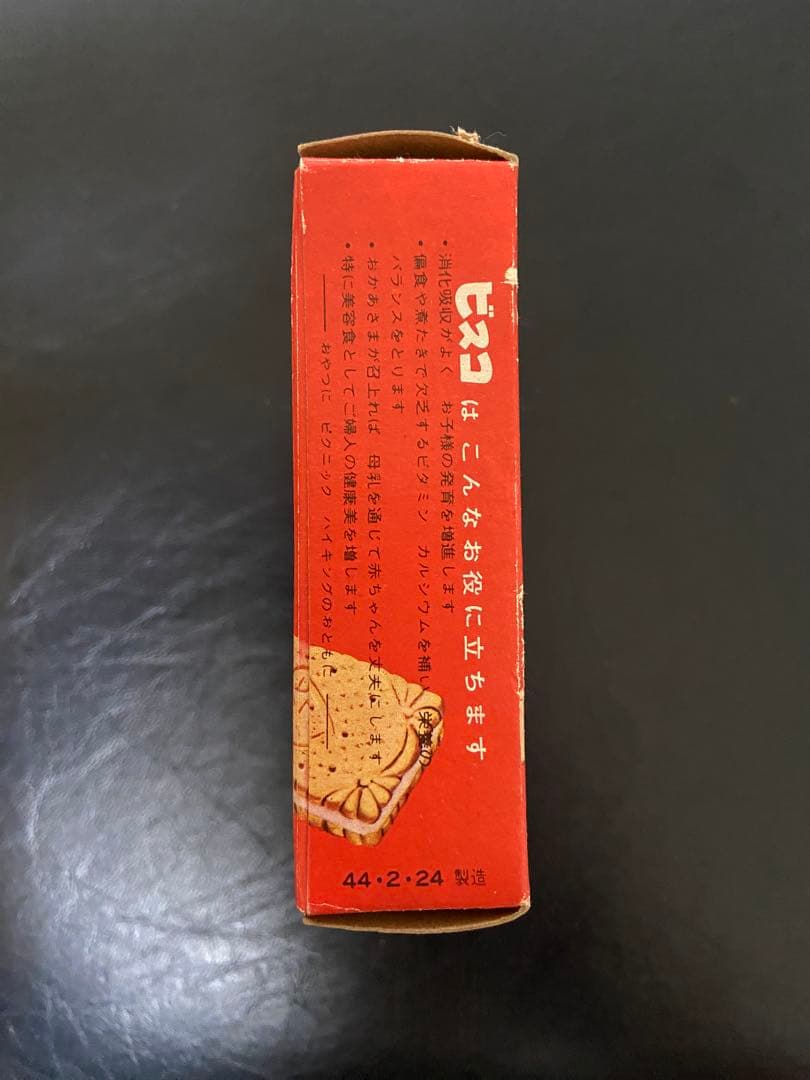 ビスコは こんなお役に立ちます
・消化吸収がよく お子様の発育を増進します
・偏食や煮たきで欠乏するビタミン カルシウムを補い 栄養の
バランスをとります
・おかあさまが召上れば 母乳を通じて赤ちゃんを丈夫にします
・特に美容食としてご婦人の健康美を増します
―― おやつに ピクニック ハイキングのおともに ――
44・2・24 製造